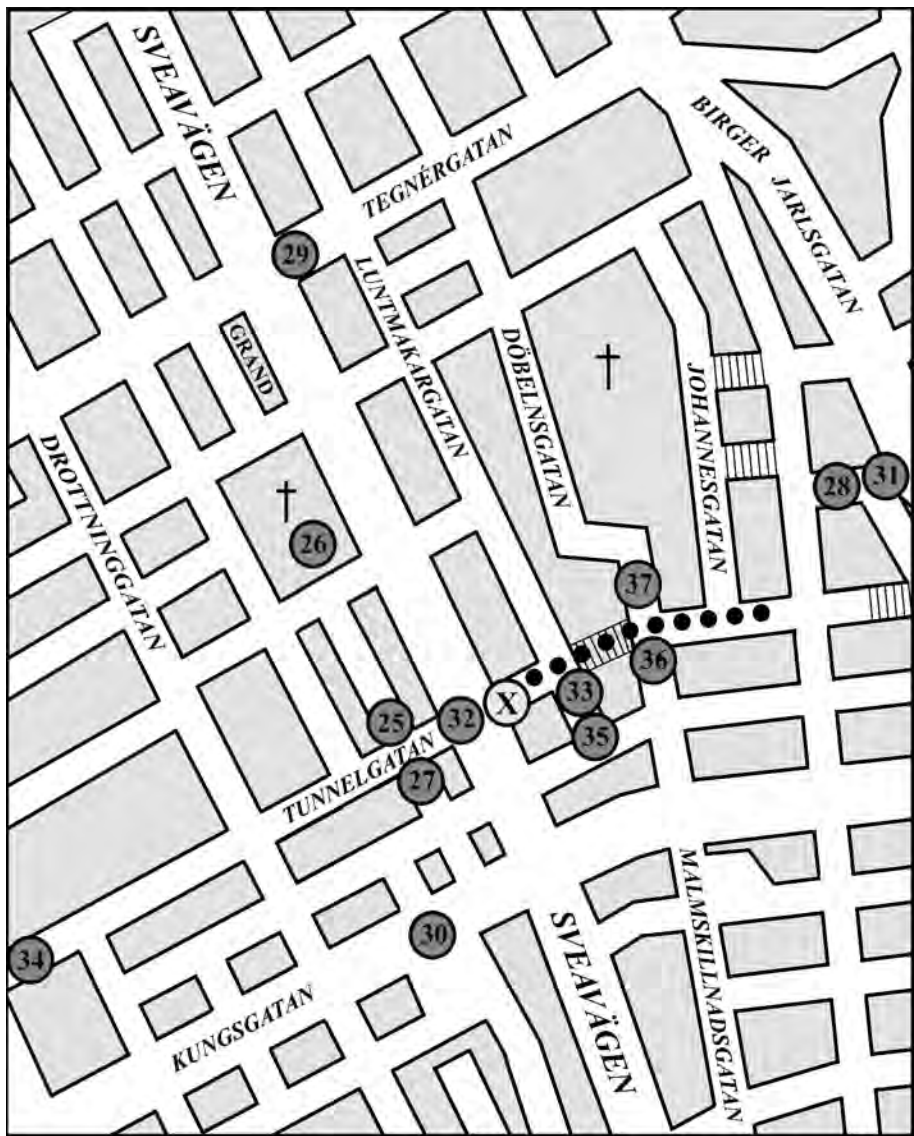 SVEAVÄGEN
BIRGER
JARLSGATAN
TEGNÉRGATAN
29
LUNTMAKARGATAN
GRAND
DÖBELNSGATAN
JOHANNESGATAN
DROTTNINGGATAN
28
31
26
37
36
33
X
32
25
35
TUNNELGATAN
27
MALMSKILLNADSGATAN
30
SVEAVÄGEN
34
KUNGSGATAN